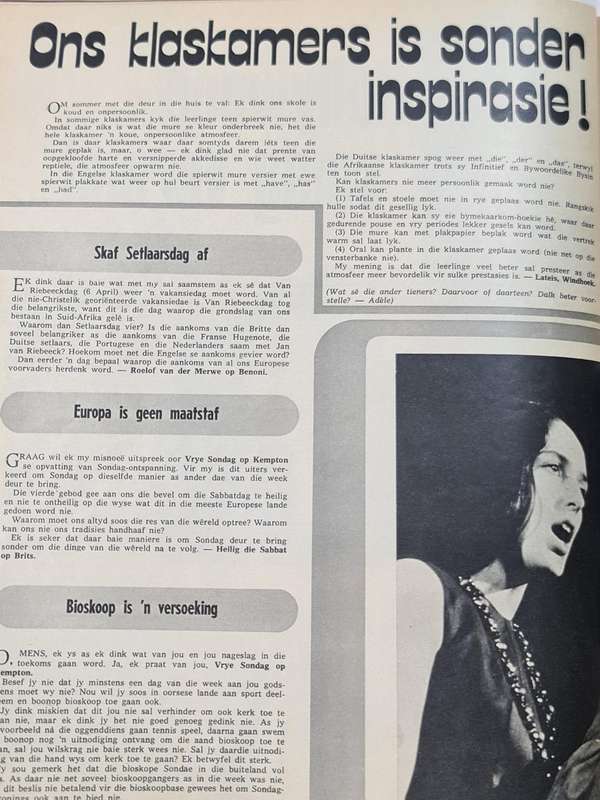 Ons klaskamers is sonder
inspirasie!
OM sommer met die deur in die huis te val: Ek dink ons skole is
koud en onpersoonlik.
In sommige klaskamers kyk die leerlinge teen spierwit mure vas.
Omdat daar niks is wat die mure se kleur onderbreek nie, het die
hele klaskamer 'n koue, onpersoonlike atmosfeer.
Dan is daar klaskamers waar daar somtyds darem iéts teen die
mure geplak is, maar, o wee — ek dink glad nie dat prente van
oopgekloofde harte en versnipperde akkedisse en wie weet watter
reptiele, die atmosfeer opwarm nie.
In die Engelse klaskamer word die spierwit mure versier met ewe
spierwit plakkate wat weer op hul beurt versier is met „have", „has"
en „had".
Die Duitse klaskamer spog weer met „die", „der" en „das", terwyl
die Afrikaanse klaskamer trots sy Infinitief en Bywoordelike Bysin
ten toon stel.
Kan klaskamers nie meer persoonlik gemaak word nie?
Ek stel voor:
(1) Tafels en stoele moet nie in rye geplaas word nie. Rangskik
hulle sodat dit gesellig lyk.
(2) Die klaskamer kan sy eie bymekaarkom-hoekie hê, waar daar
gedurende pouse en vry periodes lekker gesels kan word.
(3) Die mure kan met plakpapier beplak word wat die vertrek
warm sal laat lyk.
(4) Oral kan plante in die klaskamer geplaas word (nie net op die
vensterbanke nie).
My mening is dat die leerlinge veel beter sal presteer as die
atmosfeer meer bevordelik vir sulke prestasies is. — Lateis, Windhoek.
(Wat sê die ander tieners? Daarvoor of daarteen? Dalk beter voor-
stelle? — Adèle)
Skaf Setlaarsdag af
EK dink daar is baie wat met my sal saamstem as ek sê dat Van
Riebeeckdag (6 April) weer 'n vakansiedag moet word. Van al
die nie-Christelik georiënteerde vakansiedae is Van Riebeeckdag tog
die belangrikste, want dit is die dag waarop die grondslag van ons
bestaan in Suid-Afrika gelê is.
Waarom dan Setlaarsdag vier? Is die aankoms van die Britte dan
soveel belangriker as die aankoms van die Franse Hugenote, die
Duitse setlaars, die Portugese en die Nederlanders saam met Jan
van Riebeeck? Hoekom moet net die Engelse se aankoms gevier word?
Dan eerder 'n dag bepaal waarop die aankoms van al ons Europese
voorvaders herdenk word. — Roelof van der Merwe op Benoni.
Europa is geen maatstaf
GRAAG wil ek my misnoeë uitspreek oor Vrye Sondag op Kempton
se opvatting van Sondag-ontspanning. Vir my is dit uiters ver-
keerd om Sondag op dieselfde manier as ander dae van die week
deur te bring.
Die vierde gebod gee aan ons die bevel om die Sabbatdag te heilig
en nie te ontheilig op die wyse wat dit in die meeste Europese lande
gedoen word nie.
Waarom moet ons altyd soos die res van die wêreld optree? Waarom
kan ons nie ons tradisies handhaaf nie?
Ek is seker dat daar baie maniere is om Sondag deur te bring
sonder om die dinge van die wêreld na te volg. — Heilig die Sabbat
op Brits.
Bioskoop is 'n versoeking
O, MENS, ek ys as ek dink wat van jou en jou nageslag in die
toekoms gaan word. Ja, ek praat van jou, Vrye Sondag op
empton.
Besef jy nie dat jy minstens een dag van die week aan jou gods-
ens moet wy nie? Nou wil jy soos in oorsese lande aan sport deel-
eem en boonop bioskoop toe gaan ook.
Jy dink miskien dat dit jou nie sal verhinder om ook kerk toe te
an nie, maar ek dink jy het nie goed genoeg gedink nie. As jy
voorbeeld ná die oggenddiens gaan tennis speel, daarna gaan swem
boonop nog 'n uitnodiging ontvang om die aand bioskoop toe te
an, sal jou wilskrag nie baie sterk wees nie. Sal jy daardie uitnodi-
g van die hand wys om kerk toe te gaan? Ek betwyfel dit sterk.
y sou gemerk het dat die bioskope Sondae in die buiteland vol
s. As daar nie net soveel bioskoopgangers as in die week was nie,
dit beslis nie betalend vir die bioskoopbase gewees het om Sondag-
ook aan te bied nie.